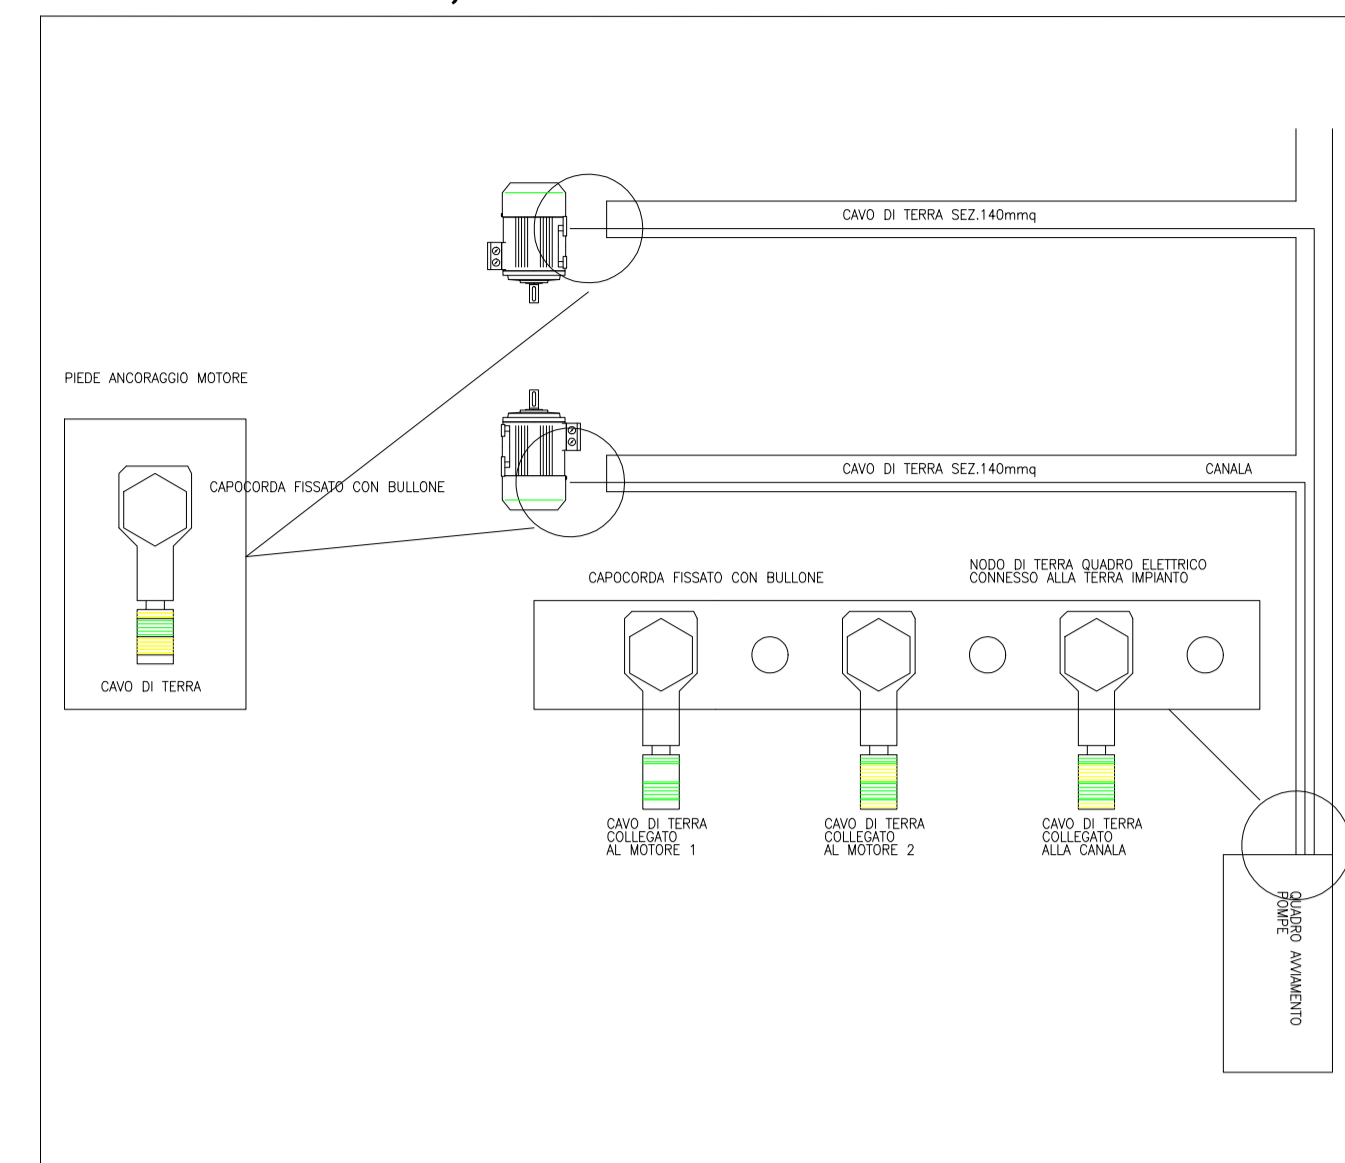 CAVO DI TERRA SEZ.140mmq
PIEDE ANCORAGGIO MOTORE
CAPOCORDA FISSATO CON BULLONE
CAVO DI TERRA
CAVO DI TERRA SEZ.140mmq
CANALA
CAPOCORDA FISSATO CON BULLONE
NODO DI TERRA QUADRO ELETTRICO
CONNESSO ALLA TERRA IMPIANTO
CAVO DI TERRA
COLLEGATO
AL MOTORE 1
CAVO DI TERRA
COLLEGATO
AL MOTORE 2
CAVO DI TERRA
COLLEGATO
ALLA CANALA
QUADRO AVVIAMENTO
POMPE